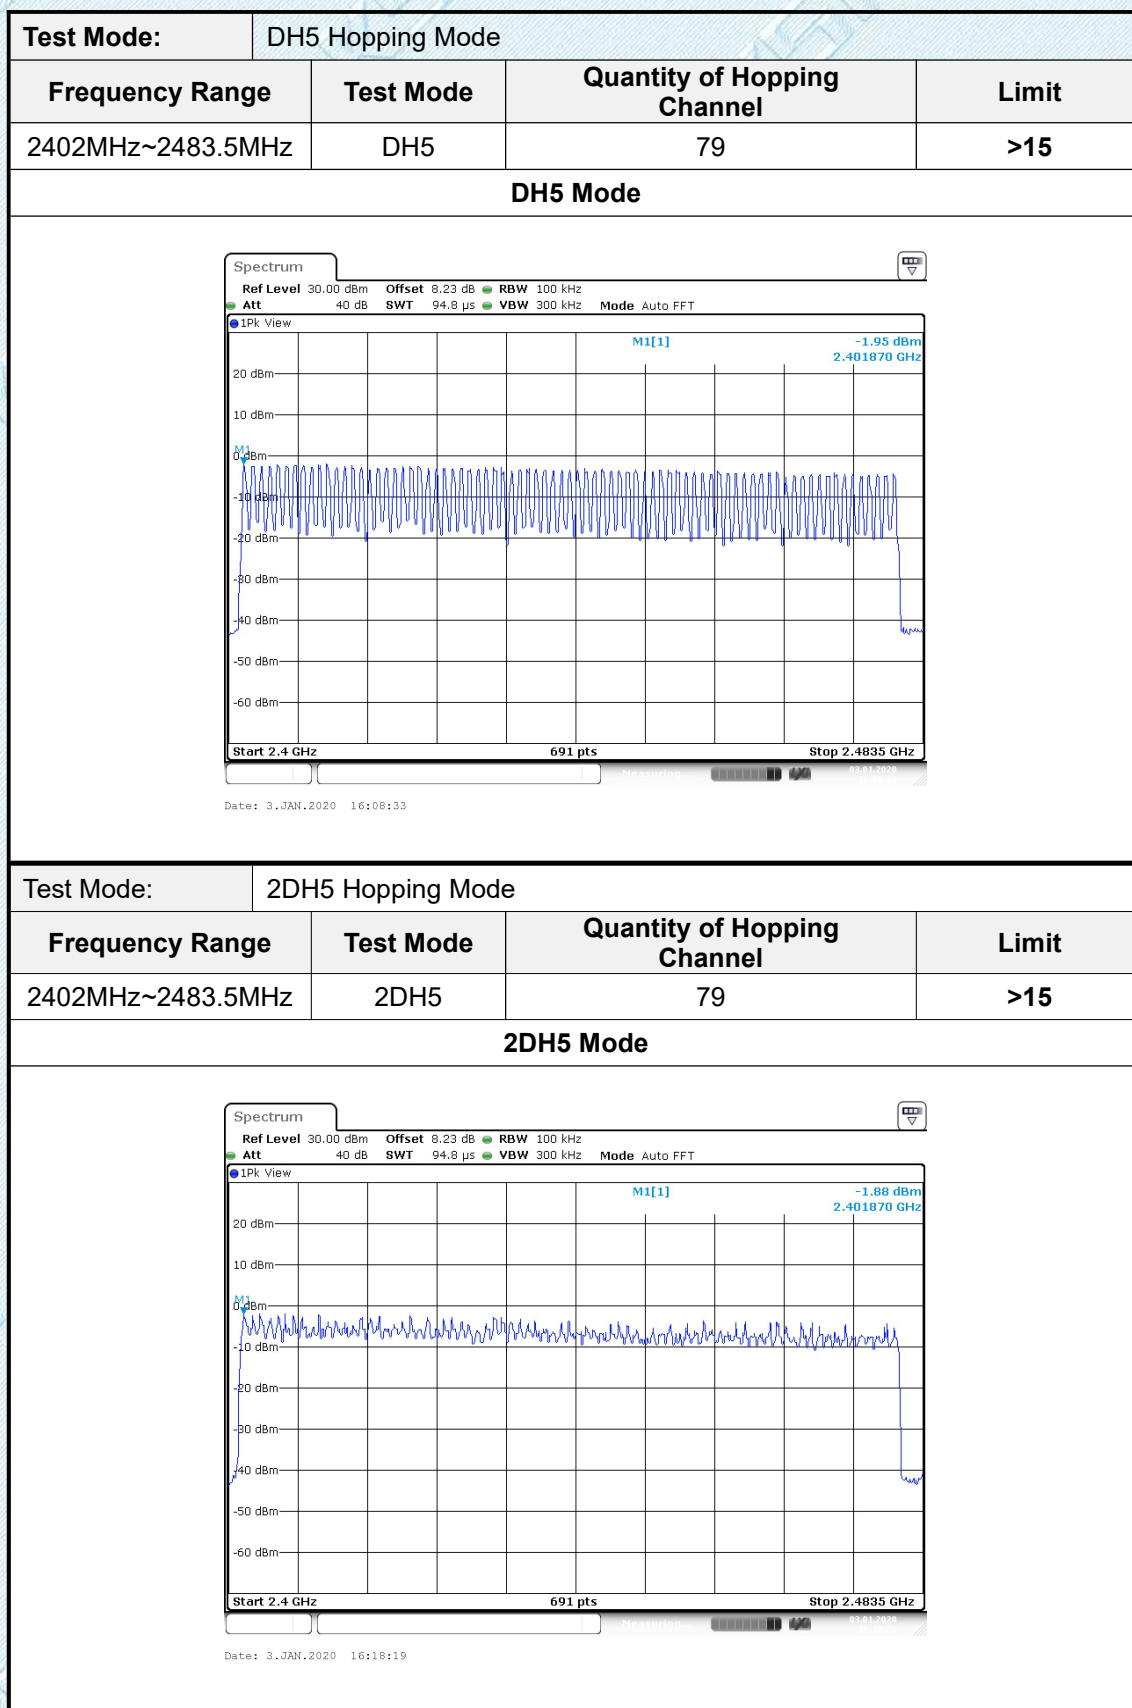 Test Mode: DH5 Hopping Mode
Frequency Range Test Mode Quantity of Hopping Channel Limit
2402MHz~2483.5MHz DH5 79 >15
DH5 Mode
Spectrum
Ref Level 30.00 dBm Offset 8.23 dB RBW 100 kHz
Att 40 dB SWT 94.8 µs VBW 300 kHz Mode Auto FFT
1Pk View
M1[1] -1.95 dBm
2.401870 GHz
20 dBm
10 dBm
M1
0 dBm
-10 dBm
-20 dBm
-30 dBm
-40 dBm
-50 dBm
-60 dBm
Start 2.4 GHz 691 pts Stop 2.4835 GHz
Measuring... 03.01.2020
Date: 3.JAN.2020 16:08:33
Test Mode: 2DH5 Hopping Mode
Frequency Range Test Mode Quantity of Hopping Channel Limit
2402MHz~2483.5MHz 2DH5 79 >15
2DH5 Mode
Spectrum
Ref Level 30.00 dBm Offset 8.23 dB RBW 100 kHz
Att 40 dB SWT 94.8 µs VBW 300 kHz Mode Auto FFT
1Pk View
M1[1] -1.88 dBm
2.401870 GHz
20 dBm
10 dBm
M1
0 dBm
-10 dBm
-20 dBm
-30 dBm
-40 dBm
-50 dBm
-60 dBm
Start 2.4 GHz 691 pts Stop 2.4835 GHz
Measuring... 03.01.2020
Date: 3.JAN.2020 16:18:19